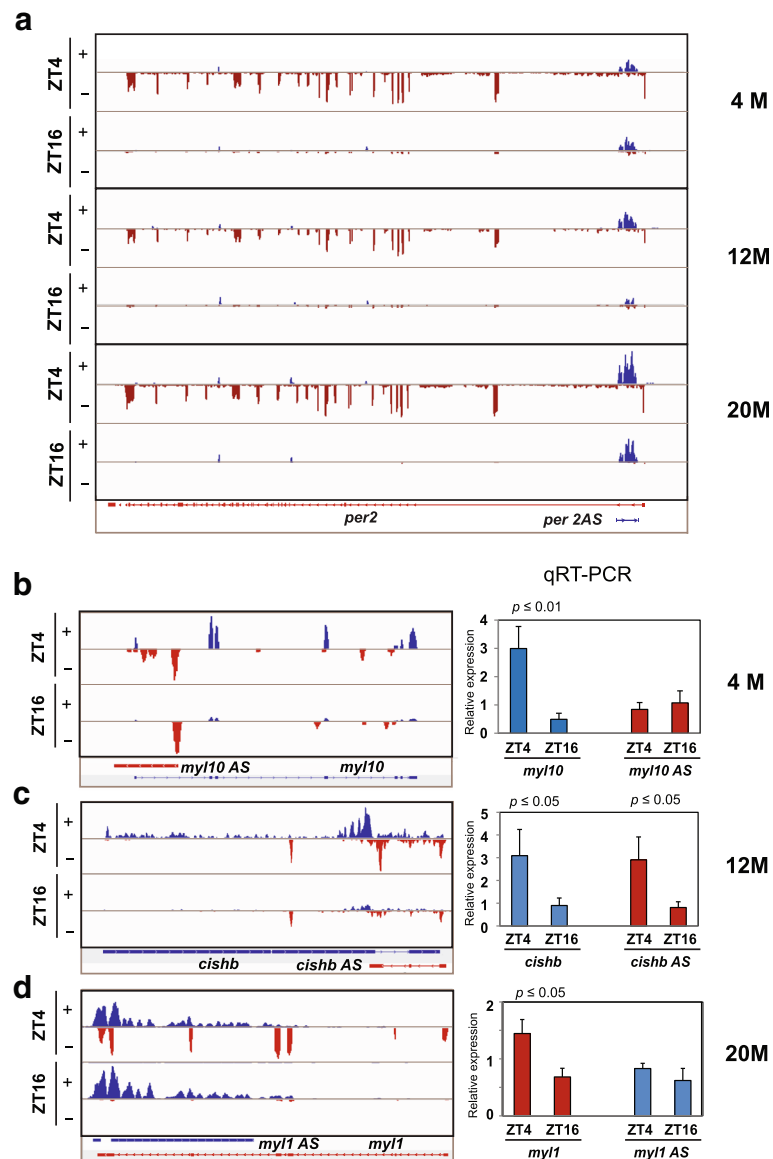 a
ZT4 + −
4 M
ZT16 + −
ZT4 + −
12M
ZT16 + −
ZT4 + −
20M
ZT16 + −
per2
per 2AS
b
qRT-PCR
ZT4 + −
ZT16 + −
myl10 AS myl10
Relative expression
p ≤ 0.01
4
3
2
1
0
ZT4 ZT16 ZT4 ZT16
myl10 myl10 AS
4 M
c
ZT4 + −
ZT16 + −
cishb cishb AS
Relative expression
p ≤ 0.05 p ≤ 0.05
5
4
3
2
1
0
ZT4 ZT16 ZT4 ZT16
cishb cishb AS
12M
d
ZT4 + −
ZT16 + −
myl1 AS myl1
Relative expression
p ≤ 0.05
2
1
0
ZT4 ZT16 ZT4 ZT16
myl1 myl1 AS
20M